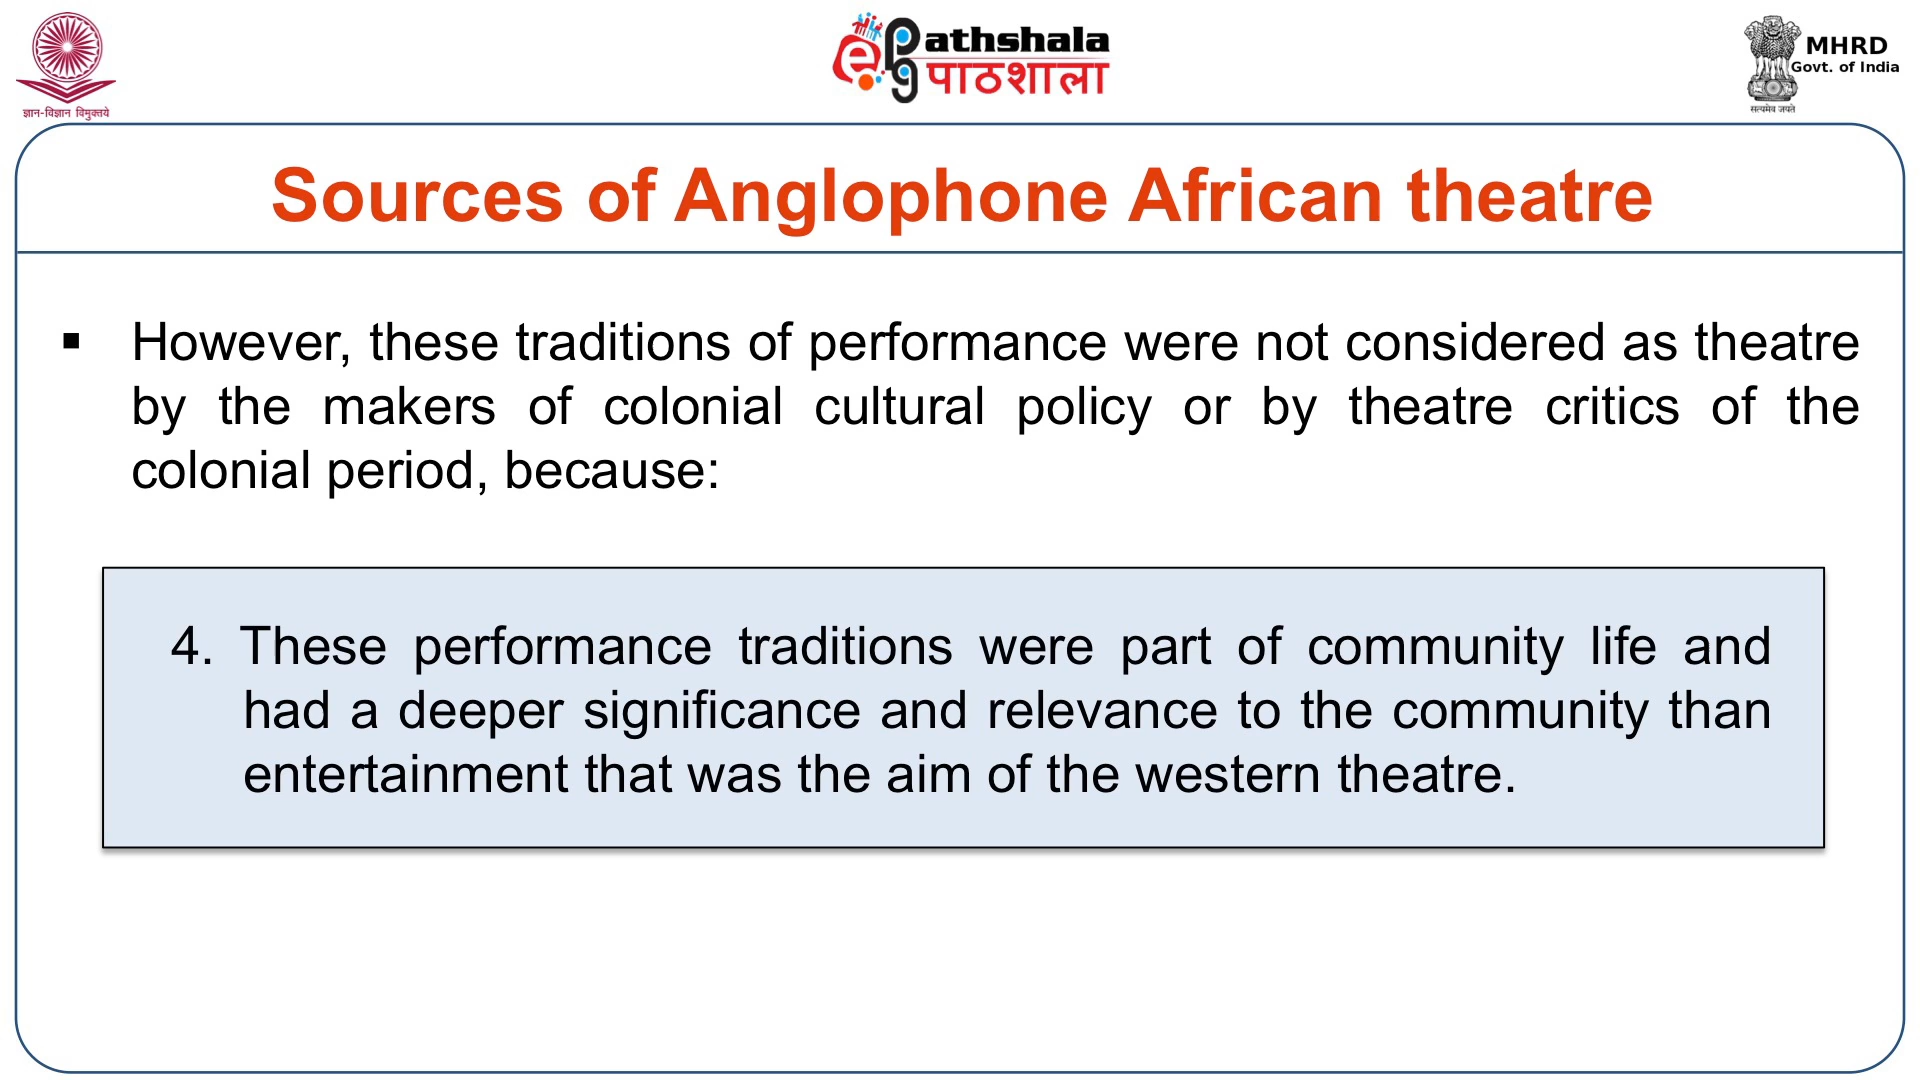 ज्ञान-विज्ञान विमुक्तये
e
pg
athshala
पाठशाला
MHRD
Govt. of India
सत्यमेव जयते
Sources of Anglophone African theatre
▪ However, these traditions of performance were not considered as theatre
by the makers of colonial cultural policy or by theatre critics of the
colonial period, because:
4. These performance traditions were part of community life and
had a deeper significance and relevance to the community than
entertainment that was the aim of the western theatre.